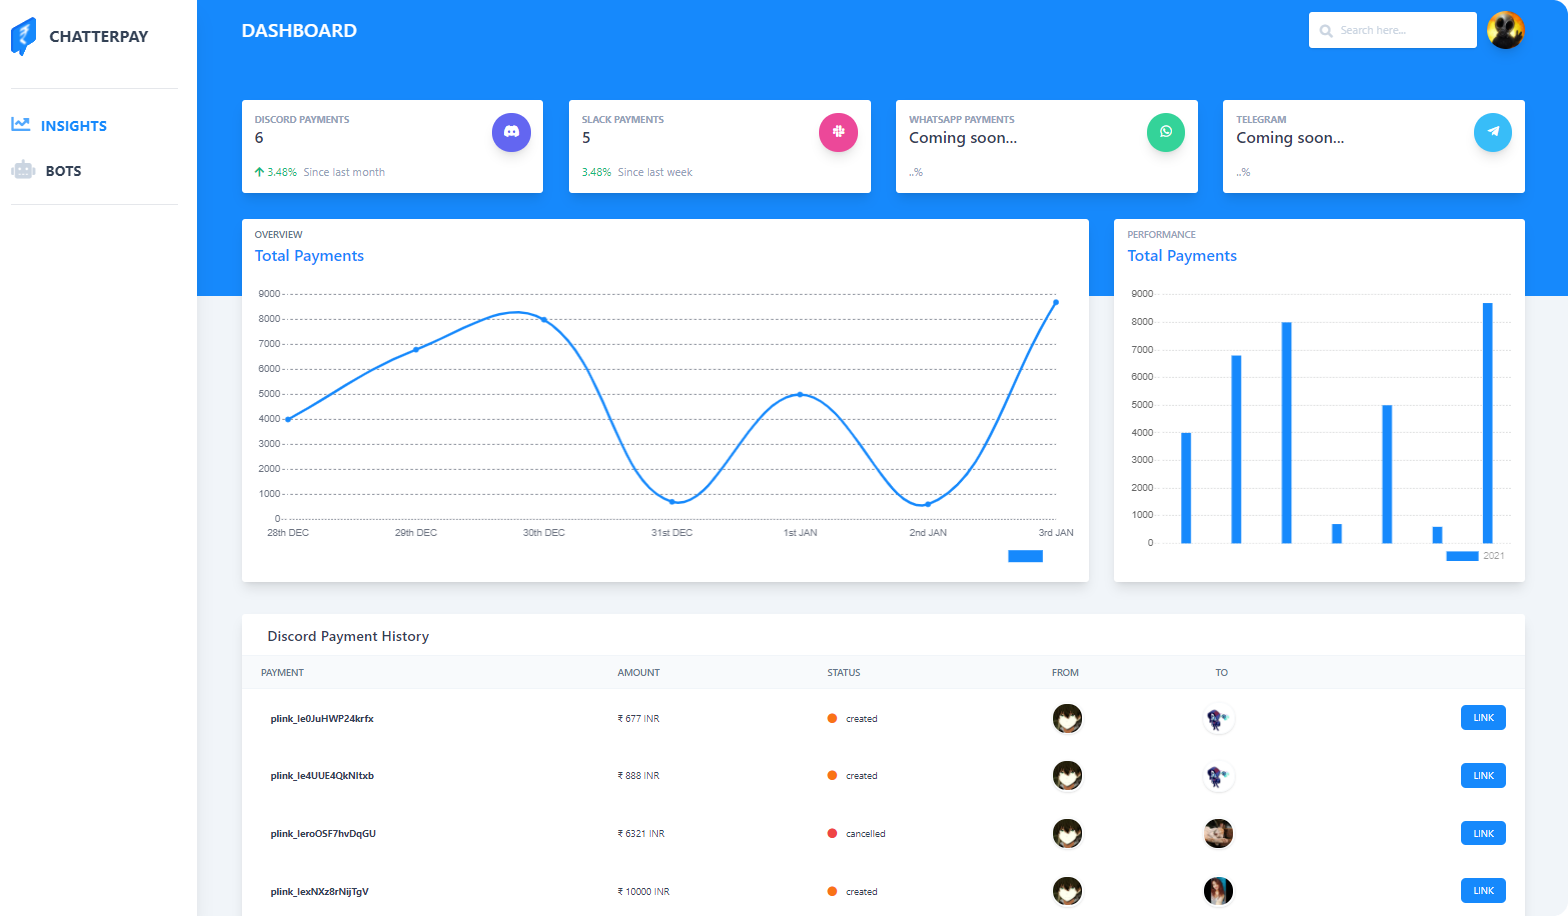 CHATTERPAY
INSIGHTS
BOTS
DASHBOARD
Search here...
DISCORD PAYMENTS
6
3.48% Since last month
SLACK PAYMENTS
5
3.48% Since last week
WHATSAPP PAYMENTS
Coming soon...
..%
TELEGRAM
Coming soon...
..%
OVERVIEW
Total Payments
9000
8000
7000
6000
5000
4000
3000
2000
1000
0
28th DEC 29th DEC 30th DEC 31st DEC 1st JAN 2nd JAN 3rd JAN
PERFORMANCE
Total Payments
9000
8000
7000
6000
5000
4000
3000
2000
1000
0
2021
Discord Payment History
PAYMENT AMOUNT STATUS FROM TO
plink_Ie0JuHWP24krfx ₹ 677 INR created LINK
plink_Ie4UUE4QkNItxb ₹ 888 INR created LINK
plink_IeroOSF7hvDqGU ₹ 6321 INR cancelled LINK
plink_IexNXz8rNijTgV ₹ 10000 INR created LINK